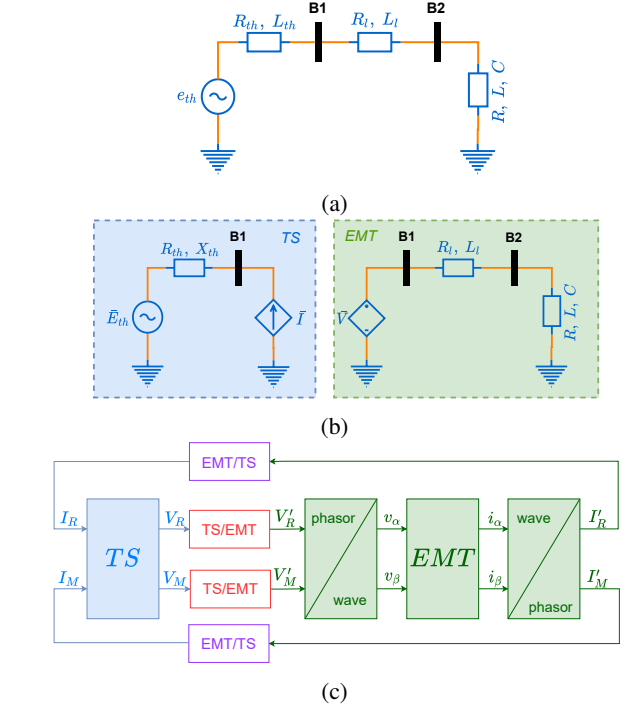 B1 B2
R_th, L_th R_l, L_l
e_th R, L, C
(a)
TS EMT
B1 B1 B2
R_th, X_th R_l, L_l
Ē_th Ī V̄ R, L, C
(b)
EMT/TS
I_R V_R TS/EMT V'_R phasor v_α i_α wave I'_R
TS EMT
I_M V_M TS/EMT V'_M wave v_β i_β phasor I'_M
EMT/TS
(c)